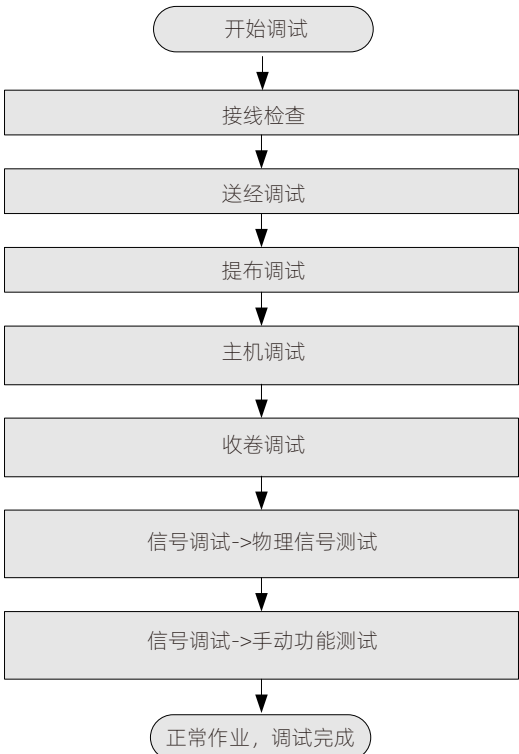 开始调试
接线检查
送经调试
提布调试
主机调试
收卷调试
信号调试->物理信号测试
信号调试->手动功能测试
正常作业，调试完成